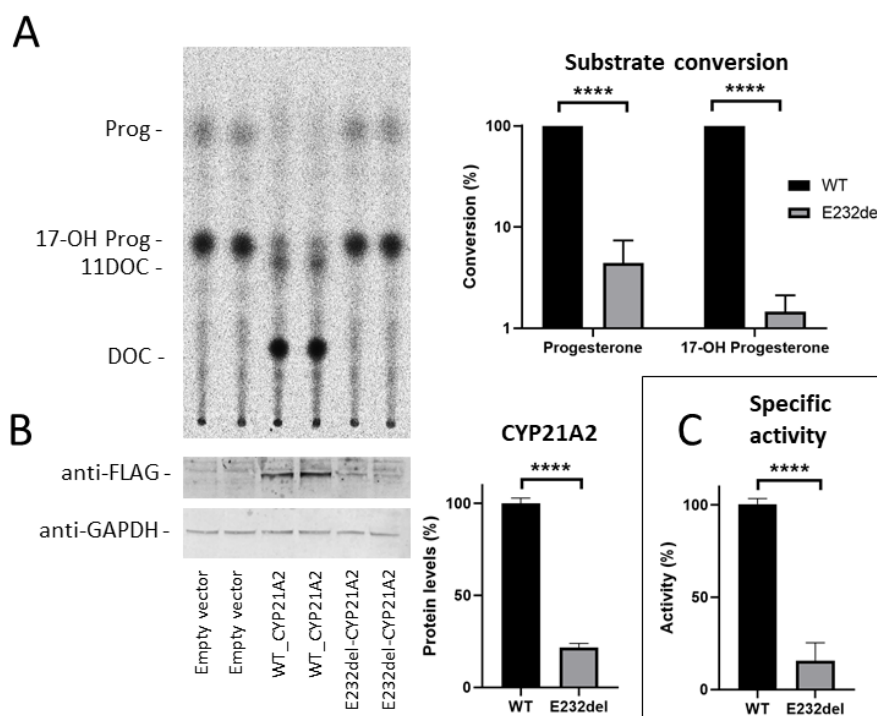 A
Prog -
17-OH Prog -
11DOC -
DOC -
Substrate conversion
****
****
Conversion (%)
100
10
1
WT
E232del
Progesterone
17-OH Progesterone
B
anti-FLAG -
anti-GAPDH -
Empty vector
Empty vector
WT_CYP21A2
WT_CYP21A2
E232del-CYP21A2
E232del-CYP21A2
CYP21A2
****
Protein levels (%)
100
50
0
WT
E232del
C
Specific
activity
****
Activity (%)
100
50
0
WT
E232del